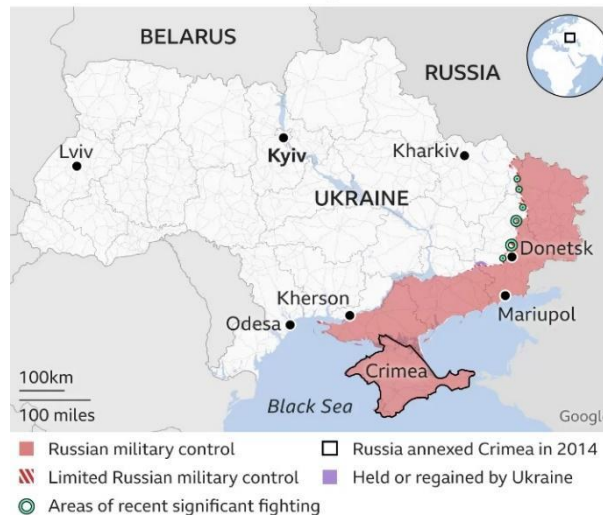 BELARUS
RUSSIA
Lviv
Kyiv
Kharkiv
UKRAINE
Donetsk
Kherson
Odesa
Mariupol
Crimea
100km
100 miles
Black Sea
Google
Russian military control
Russia annexed Crimea in 2014
Limited Russian military control
Held or regained by Ukraine
Areas of recent significant fighting